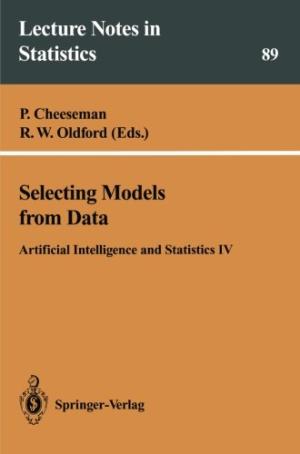 Lecture Notes in
Statistics
89
P. Cheeseman
R. W. Oldford (Eds.)
Selecting Models
from Data
Artificial Intelligence and Statistics IV
Springer-Verlag